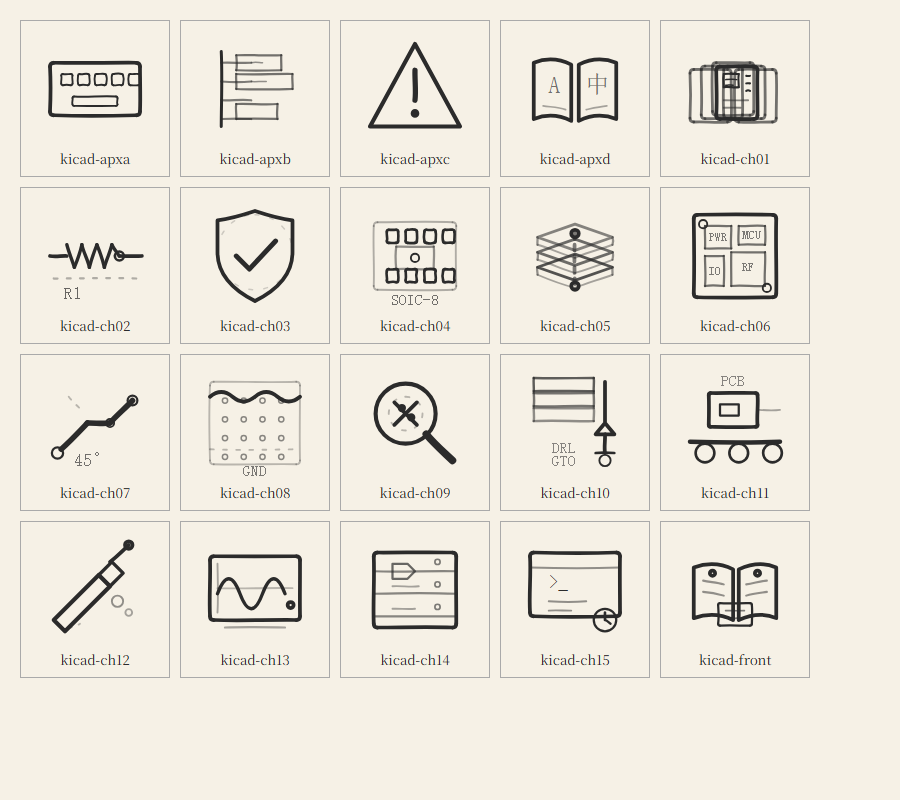 A 中
kicad-apxa kicad-apxb kicad-apxc kicad-apxd kicad-ch01
PWR MCU
IO RF
R1
SOIC-8
kicad-ch02 kicad-ch03 kicad-ch04 kicad-ch05 kicad-ch06
PCB
DRL
45° GTO
GND
kicad-ch07 kicad-ch08 kicad-ch09 kicad-ch10 kicad-ch11
>_
kicad-ch12 kicad-ch13 kicad-ch14 kicad-ch15 kicad-front